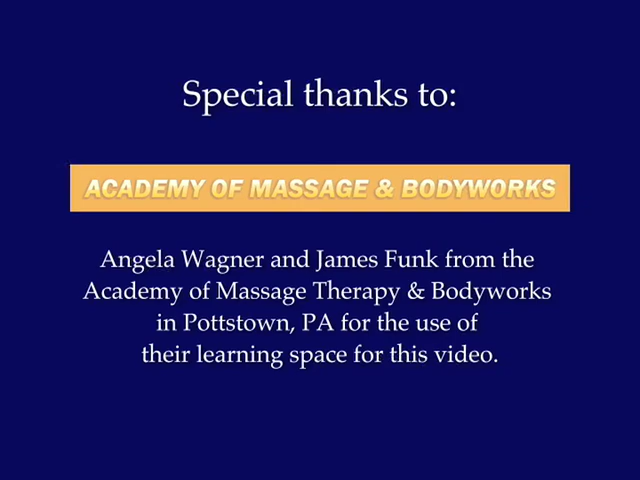 Special thanks to:
ACADEMY OF MASSAGE & BODYWORKS
Angela Wagner and James Funk from the
Academy of Massage Therapy & Bodyworks
in Pottstown, PA for the use of
their learning space for this video.